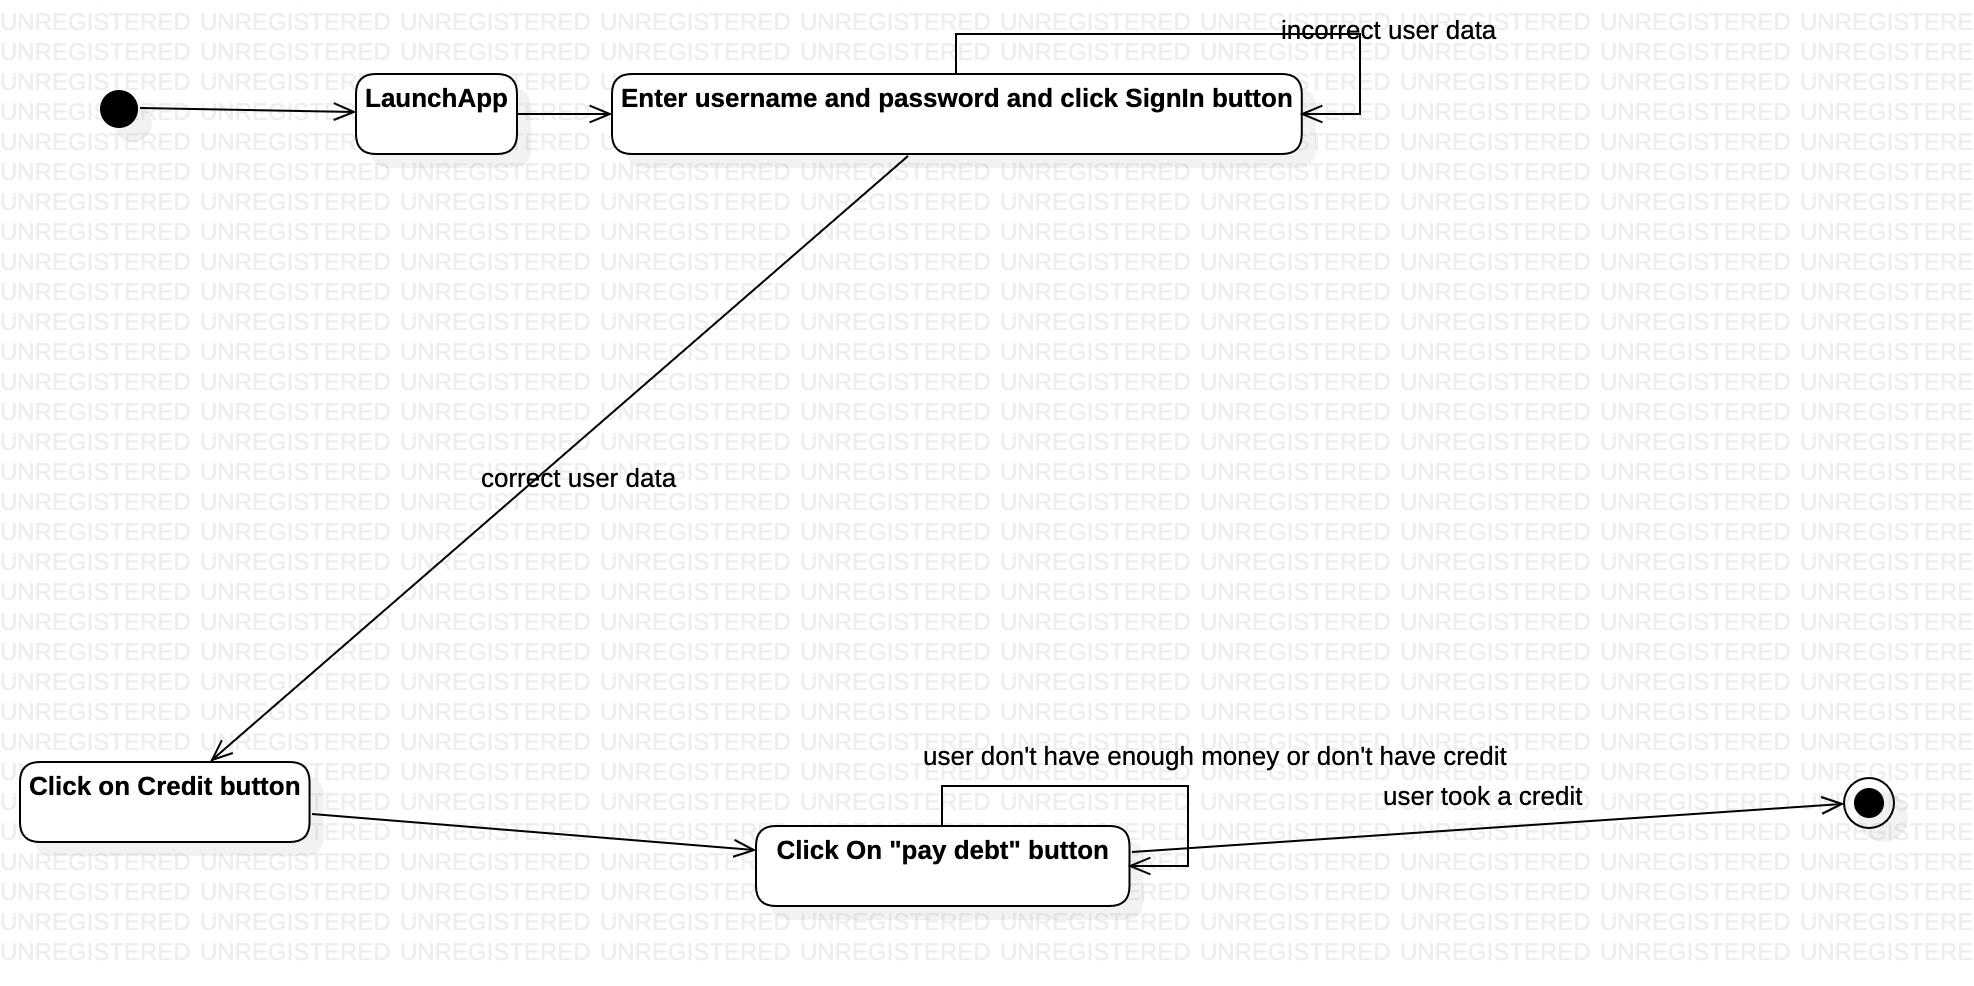 incorrect user data
LaunchApp
Enter username and password and click SignIn button
correct user data
user don't have enough money or don't have credit
Click on Credit button
user took a credit
Click On "pay debt" button
UNREGISTERED